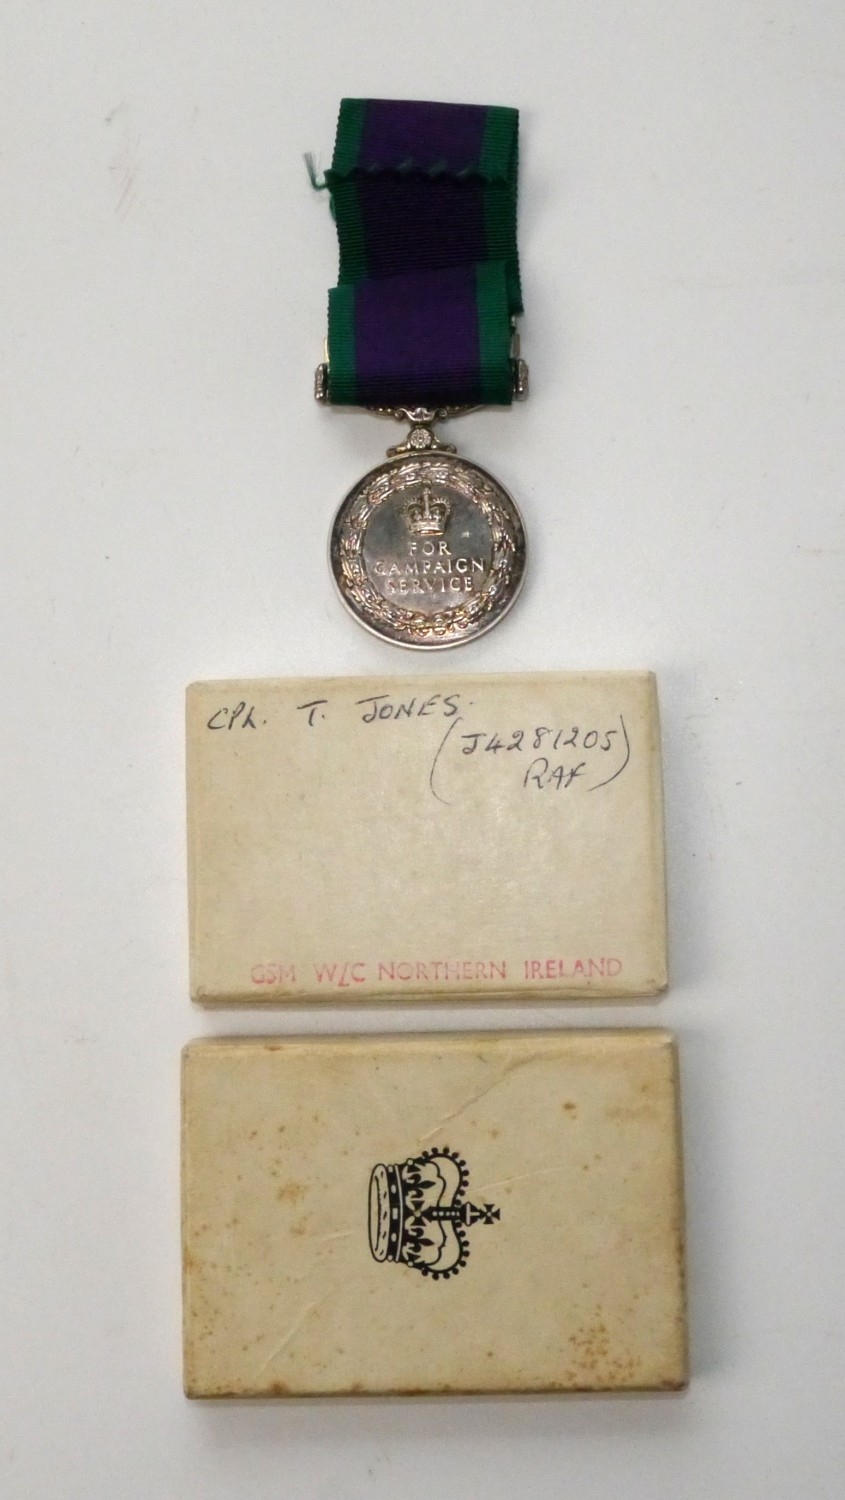 FOR
CAMPAIGN
SERVICE
CPL. T. JONES.
(J4281205
RAF)
GSM W/C NORTHERN IRELAND